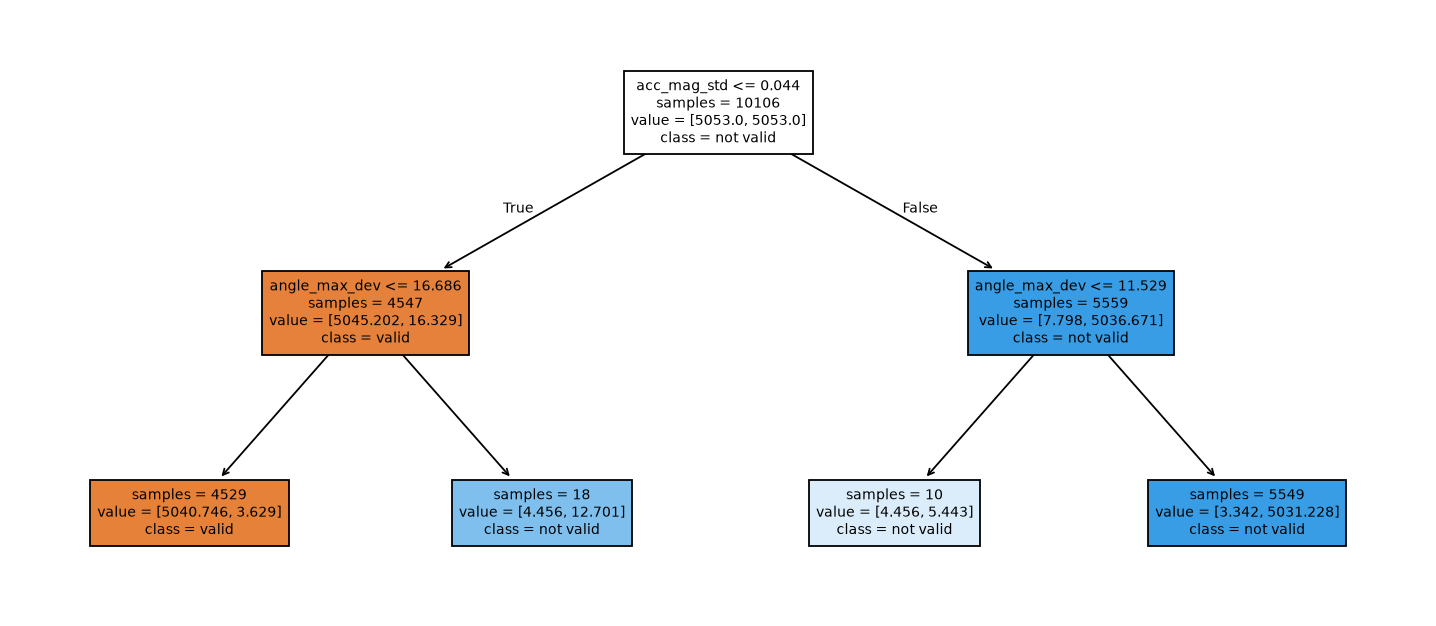 acc_mag_std <= 0.044
samples = 10106
value = [5053.0, 5053.0]
class = not valid
True
False
angle_max_dev <= 16.686
samples = 4547
value = [5045.202, 16.329]
class = valid
angle_max_dev <= 11.529
samples = 5559
value = [7.798, 5036.671]
class = not valid
samples = 4529
value = [5040.746, 3.629]
class = valid
samples = 18
value = [4.456, 12.701]
class = not valid
samples = 10
value = [4.456, 5.443]
class = not valid
samples = 5549
value = [3.342, 5031.228]
class = not valid